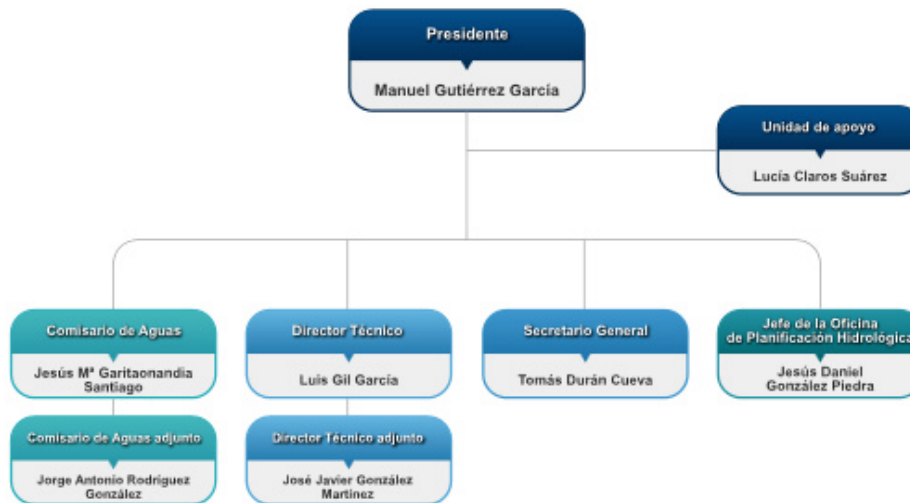 Presidente
Manuel Gutiérrez García
Unidad de apoyo
Lucía Claros Suárez
Comisario de Aguas
Jesús Mª Garitaonandia
Santiago
Director Técnico
Luis Gil García
Secretario General
Tomás Durán Cueva
Jefe de la Oficina
de Planificación Hidrológica
Jesús Daniel
González Piedra
Comisario de Aguas adjunto
Jorge Antonio Rodríguez
González
Director Técnico adjunto
José Javier González
Martinez